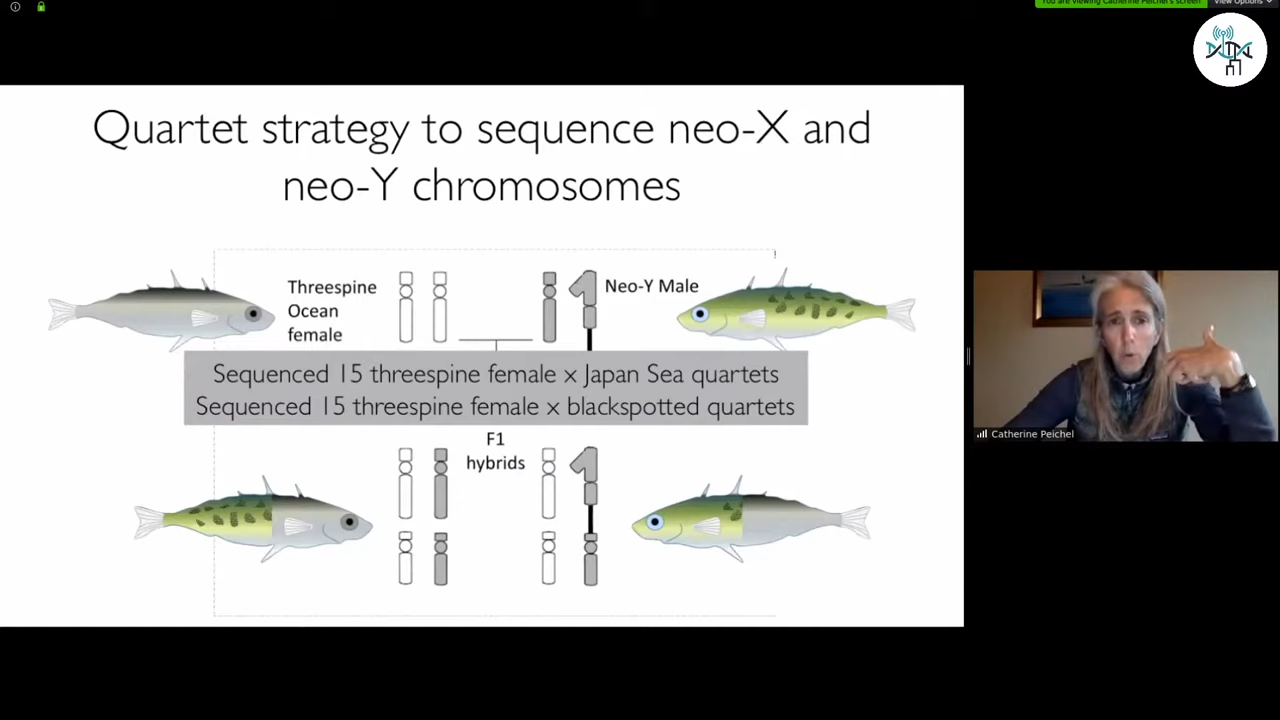 You are viewing Catherine Peichel's screen
View Options
Quartet strategy to sequence neo-X and
neo-Y chromosomes
Threespine
Ocean
female
Neo-Y Male
Sequenced 15 threespine female x Japan Sea quartets
Sequenced 15 threespine female x blackspotted quartets
F1
hybrids
Catherine Peichel